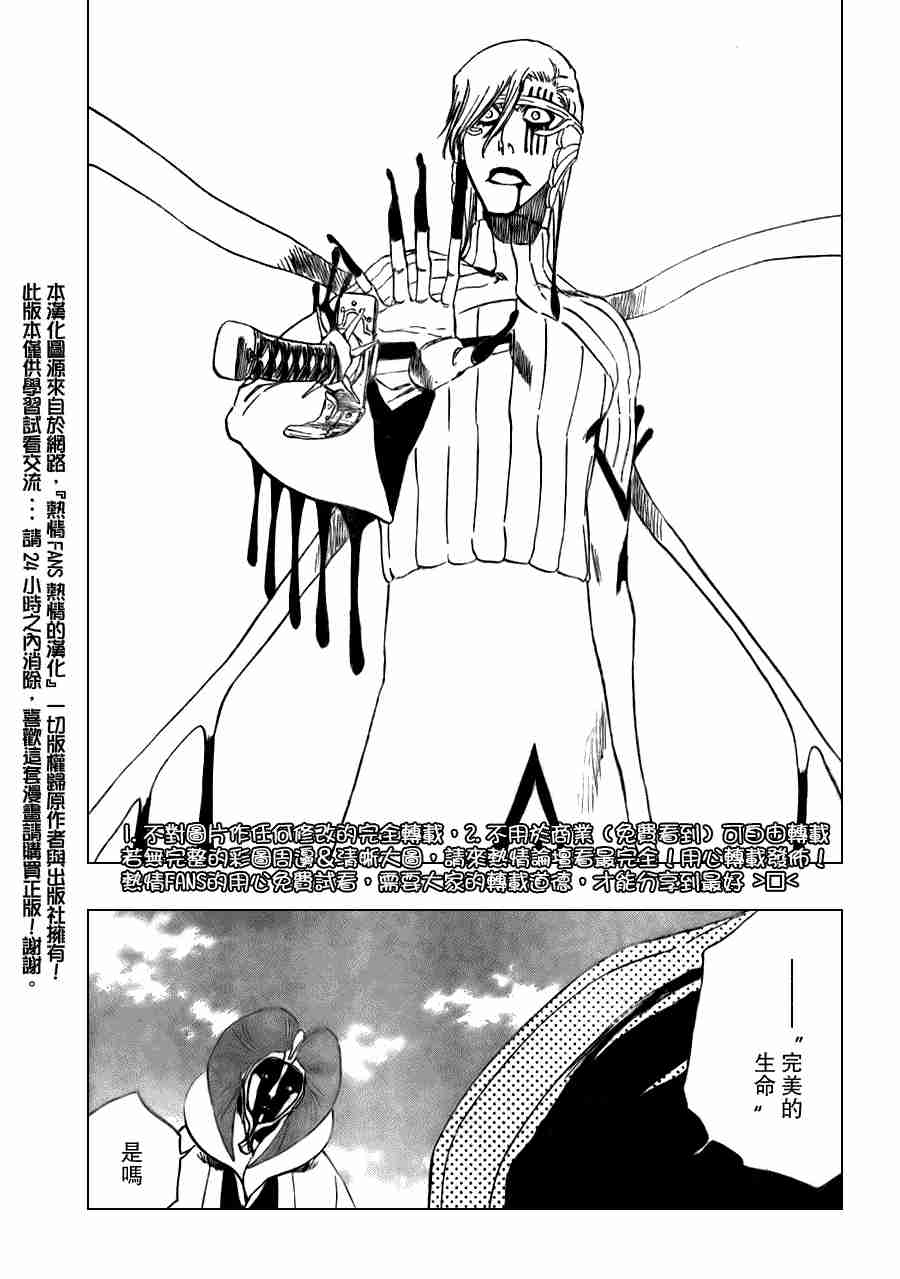 本漢化圖源來自於網路，『熱情FANS熱情的漢化』一切版權歸原作者與出版社擁有！
此版本僅供學習試看交流...請24小時之內消除，喜歡這套漫畫請購買正版！謝謝。
1.不對圖片作任何修改的完全轉載，2.不用於商業（免費看到）可自由轉載
若無完整的彩圖周邊&清晰大圖，請來熱情論壇看最完全！用心轉載發佈！
熱情FANS的用心免費試看，需要大家的轉載道德，才能分享到最好 >口<
——"完美的
生命"
是嗎